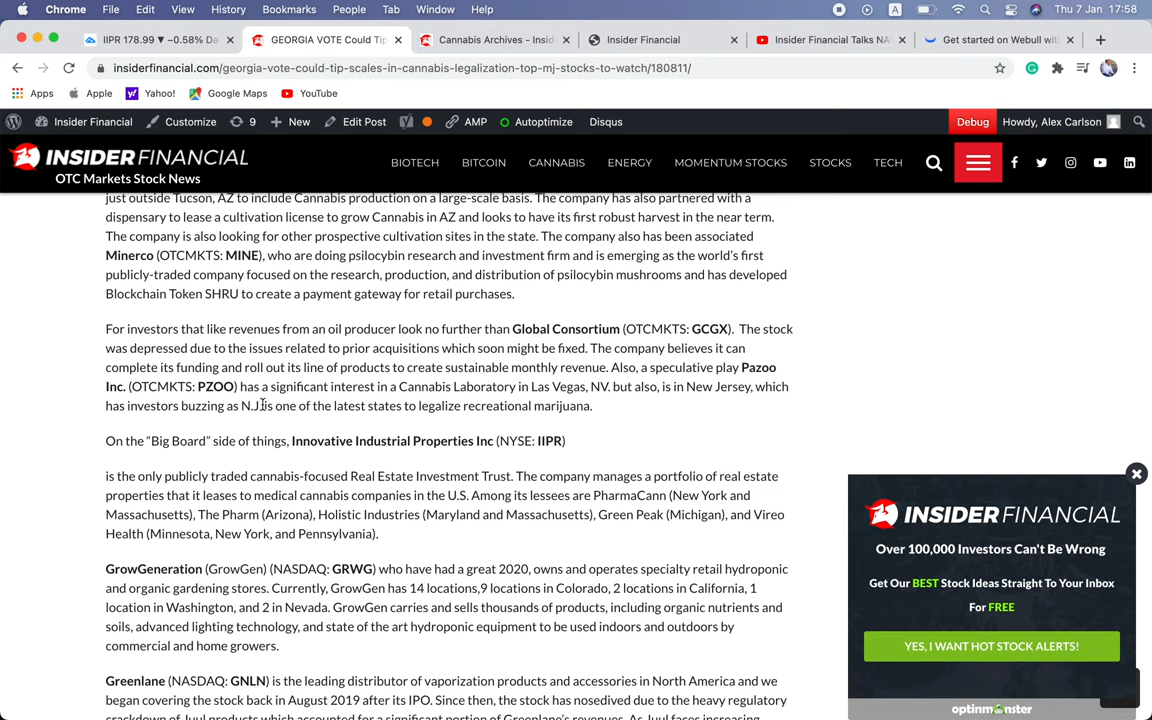 Chrome File Edit View History Bookmarks People Tab Window Help A Thu 7 Jan 17:58
IIPR 178.99 ▼ −0.58% Da
GEORGIA VOTE Could Tip
Cannabis Archives - Insid
Insider Financial
Insider Financial Talks NA
Get started on Webull wit
insiderfinancial.com/georgia-vote-could-tip-scales-in-cannabis-legalization-top-mj-stocks-to-watch/180811/
Apps Apple Yahoo! Google Maps YouTube
Insider Financial Customize 9 New Edit Post AMP Autoptimize Disqus Debug Howdy, Alex Carlson
INSIDER FINANCIAL
OTC Markets Stock News
BIOTECH BITCOIN CANNABIS ENERGY MOMENTUM STOCKS STOCKS TECH
just outside Tucson, AZ to include Cannabis production on a large-scale basis. The company has also partnered with a
dispensary to lease a cultivation license to grow Cannabis in AZ and looks to have its first robust harvest in the near term.
The company is also looking for other prospective cultivation sites in the state. The company also has been associated
Minerco (OTCMKTS: MINE), who are doing psilocybin research and investment firm and is emerging as the world's first
publicly-traded company focused on the research, production, and distribution of psilocybin mushrooms and has developed
Blockchain Token SHRU to create a payment gateway for retail purchases.
For investors that like revenues from an oil producer look no further than Global Consortium (OTCMKTS: GCGX). The stock
was depressed due to the issues related to prior acquisitions which soon might be fixed. The company believes it can
complete its funding and roll out its line of products to create sustainable monthly revenue. Also, a speculative play Pazoo
Inc. (OTCMKTS: PZOO) has a significant interest in a Cannabis Laboratory in Las Vegas, NV. but also, is in New Jersey, which
has investors buzzing as N.J is one of the latest states to legalize recreational marijuana.
On the "Big Board" side of things, Innovative Industrial Properties Inc (NYSE: IIPR)
is the only publicly traded cannabis-focused Real Estate Investment Trust. The company manages a portfolio of real estate
properties that it leases to medical cannabis companies in the U.S. Among its lessees are PharmaCann (New York and
Massachusetts), The Pharm (Arizona), Holistic Industries (Maryland and Massachusetts), Green Peak (Michigan), and Vireo
Health (Minnesota, New York, and Pennsylvania).
GrowGeneration (GrowGen) (NASDAQ: GRWG) who have had a great 2020, owns and operates specialty retail hydroponic
and organic gardening stores. Currently, GrowGen has 14 locations,9 locations in Colorado, 2 locations in California, 1
location in Washington, and 2 in Nevada. GrowGen carries and sells thousands of products, including organic nutrients and
soils, advanced lighting technology, and state of the art hydroponic equipment to be used indoors and outdoors by
commercial and home growers.
Greenlane (NASDAQ: GNLN) is the leading distributor of vaporization products and accessories in North America and we
began covering the stock back in August 2019 after its IPO. Since then, the stock has nosedived due to the heavy regulatory
crackdown of Juul products which accounted for a significant portion of Greenlane's revenues. As Juul faces increasing
INSIDER FINANCIAL
Over 100,000 Investors Can't Be Wrong
Get Our BEST Stock Ideas Straight To Your Inbox
For FREE
YES, I WANT HOT STOCK ALERTS!
optinmonster